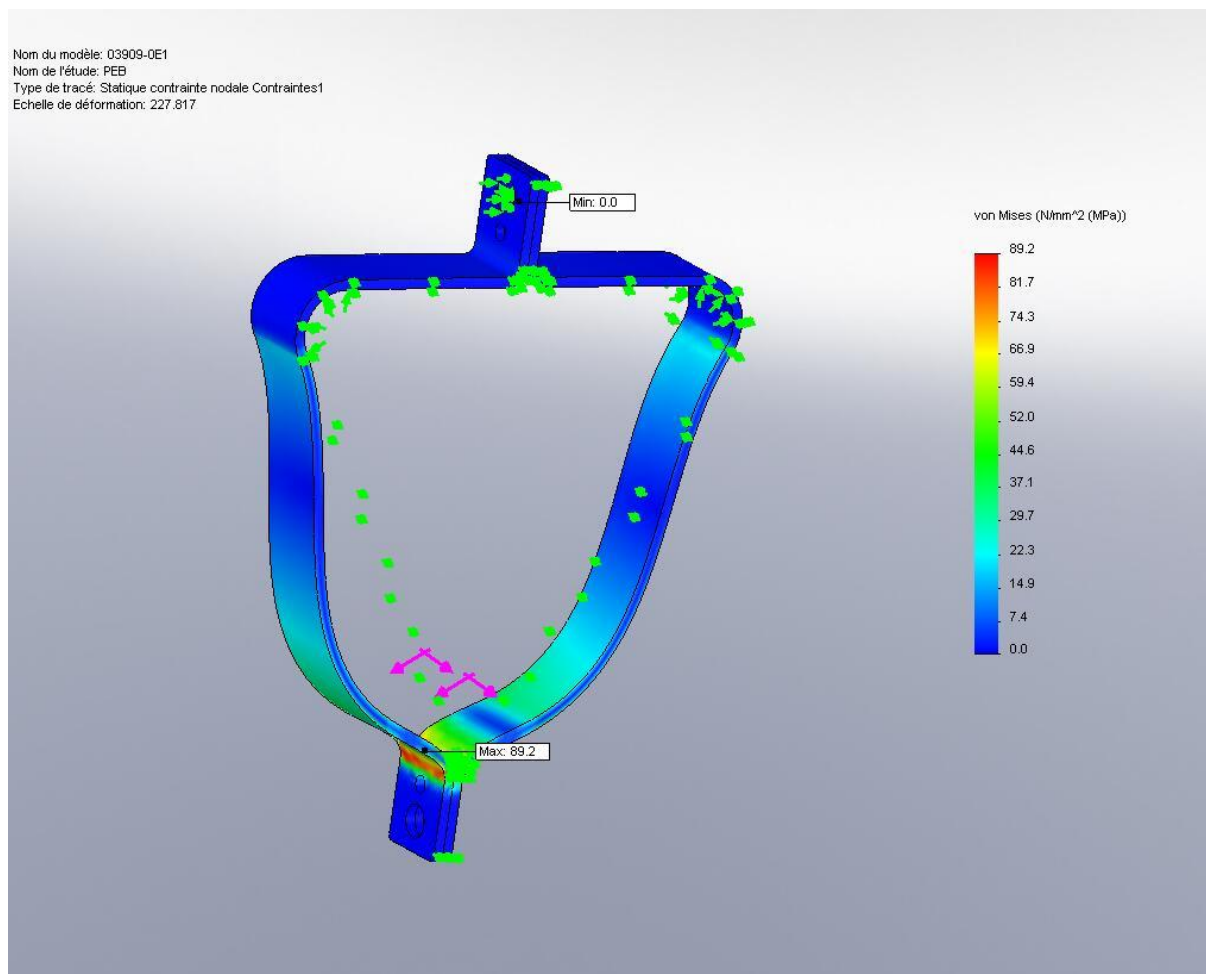 Nom du modèle: 03909-0E1
Nom de l'étude: PEB
Type de tracé: Statique contrainte nodale Contraintes1
Echelle de déformation: 227.817
Min: 0.0
von Mises (N/mm^2 (MPa))
89.2
81.7
74.3
66.9
59.4
52.0
44.6
37.1
29.7
22.3
14.9
7.4
0.0
Max: 89.2